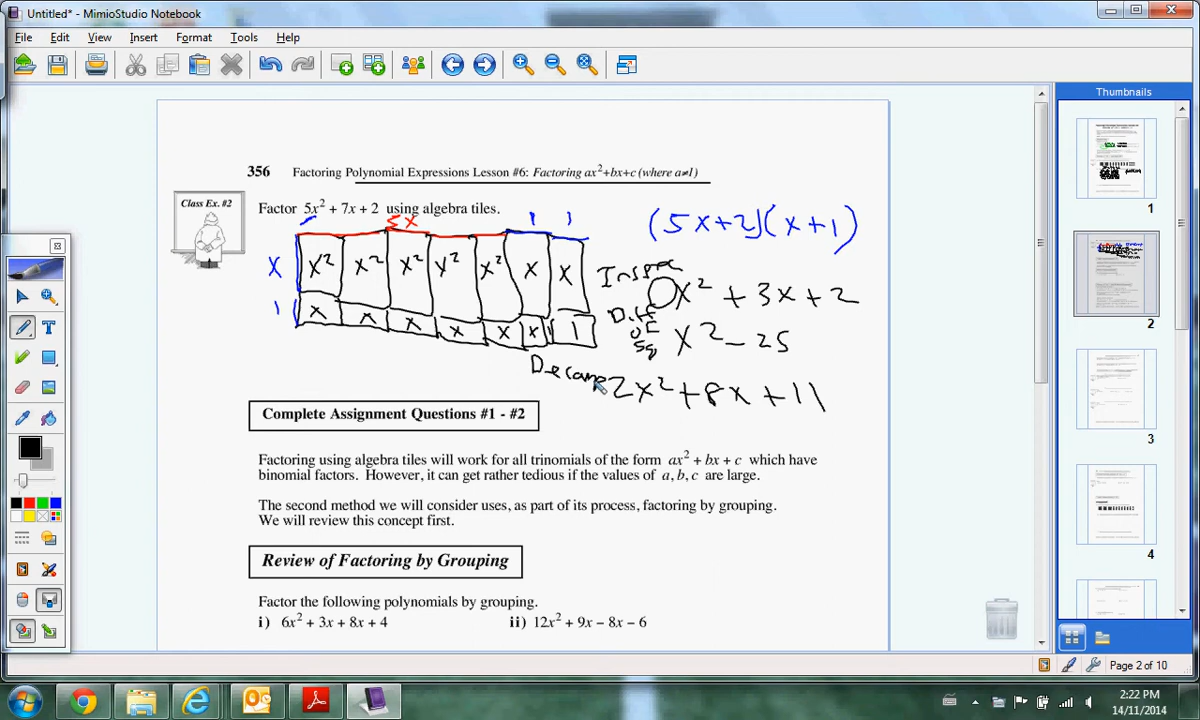 Untitled* - MimioStudio Notebook
File Edit View Insert Format Tools Help
Thumbnails
356 Factoring Polynomial Expressions Lesson #6: Factoring ax²+bx+c (where a≠1)
Class Ex. #2
Factor 5x² + 7x + 2 using algebra tiles.
5x 1 1
(5x+2)(x+1)
x x² x² x² x² x² x x
Inspec
x² + 3x + 2
1 x x x x x x 1
Diff
of
Sq
x² - 25
Decomp
2x² + 8x + 11
Complete Assignment Questions #1 - #2
Factoring using algebra tiles will work for all trinomials of the form ax² + bx + c which have
binomial factors. However, it can get rather tedious if the values of a, b, c are large.
The second method we will consider uses, as part of its process, factoring by grouping.
We will review this concept first.
Review of Factoring by Grouping
Factor the following polynomials by grouping.
i) 6x² + 3x + 8x + 4 ii) 12x² + 9x − 8x − 6
1
2
3
4
Page 2 of 10
2:22 PM
14/11/2014